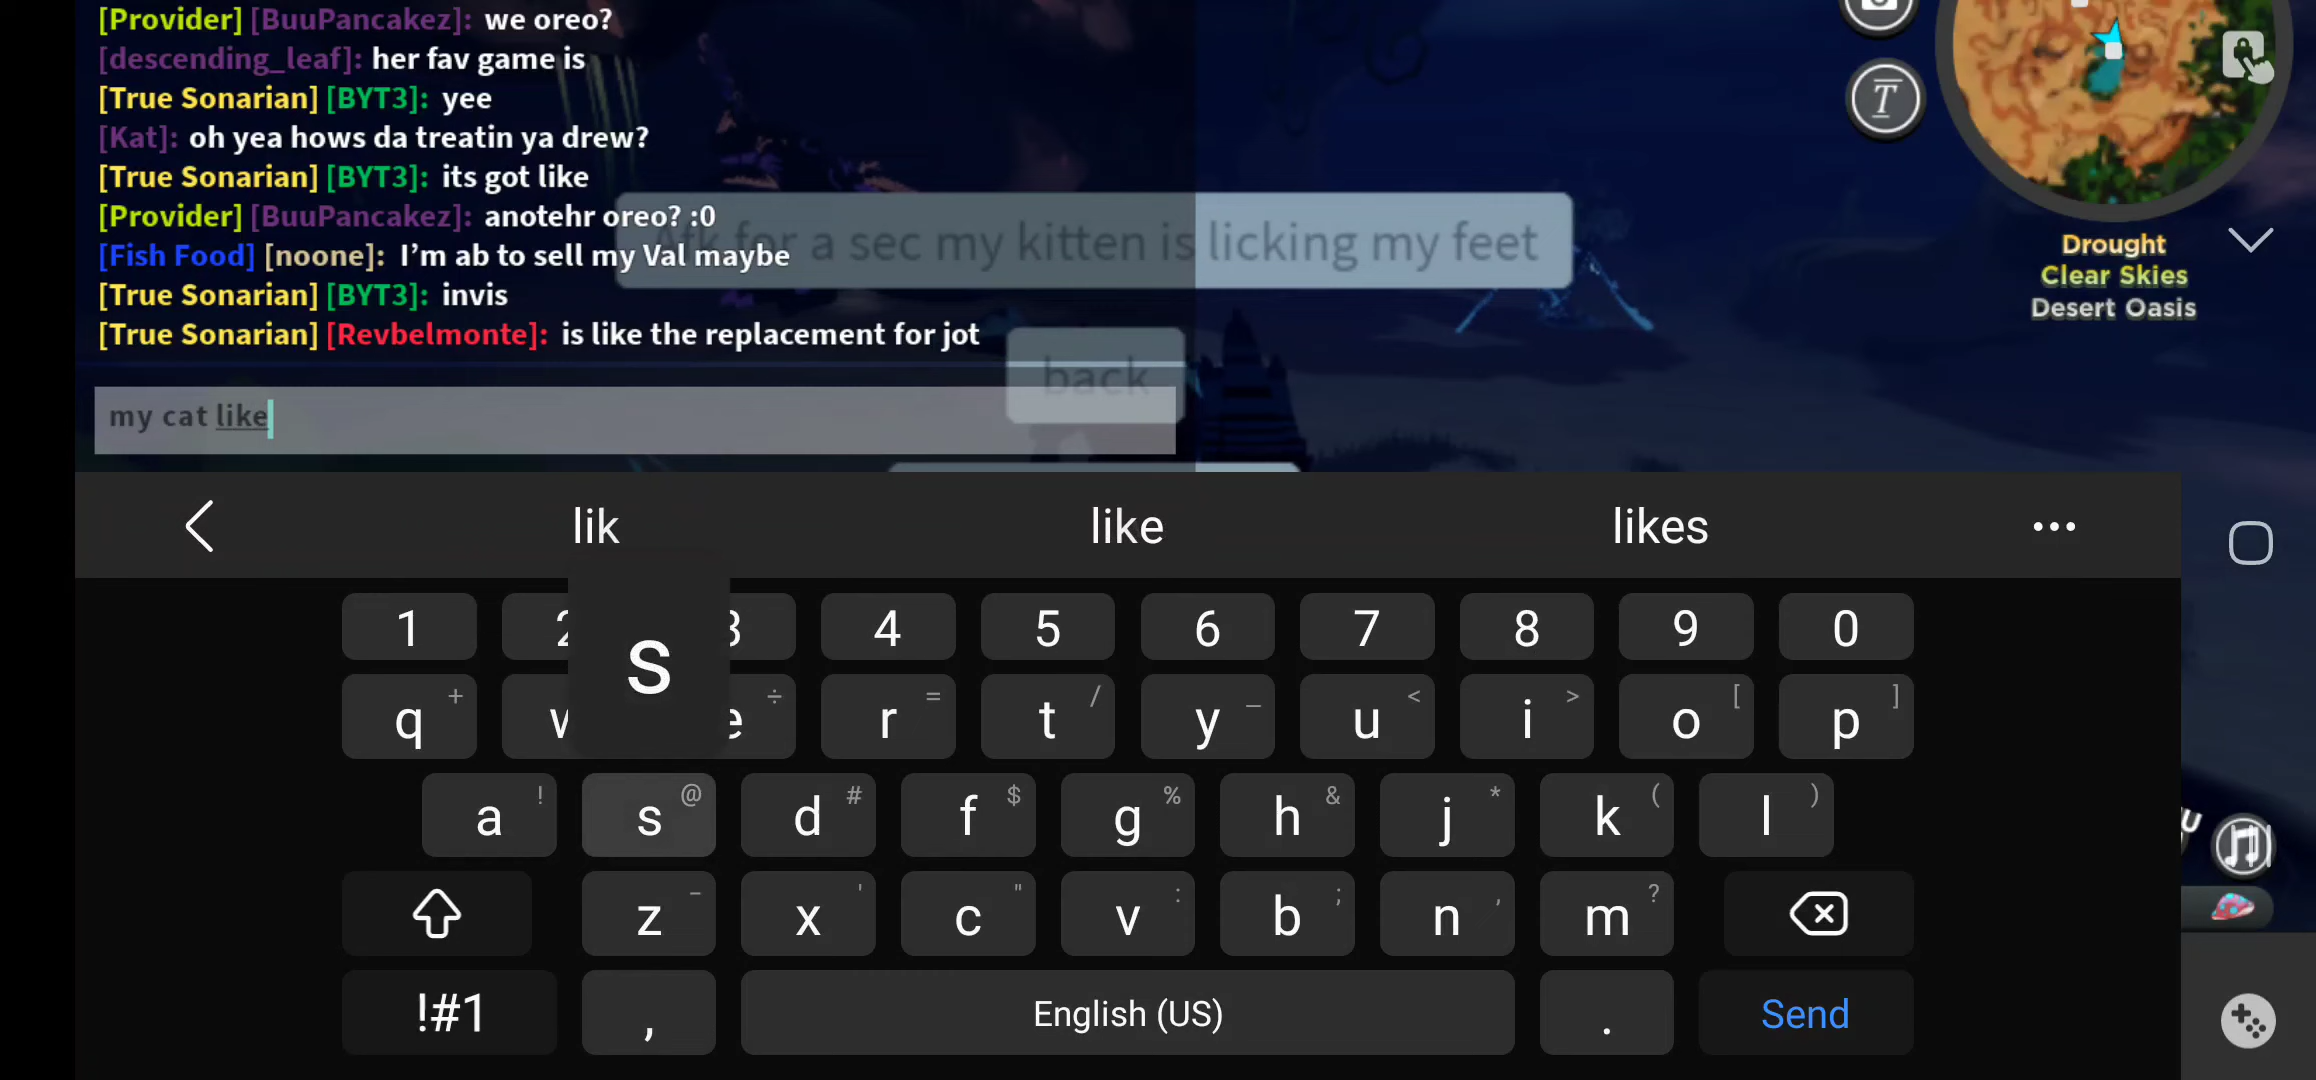 [Provider] [BuuPancakez]: we oreo?
[descending_leaf]: her fav game is
[True Sonarian] [BYT3]: yee
[Kat]: oh yea hows da treatin ya drew?
[True Sonarian] [BYT3]: its got like
[Provider] [BuuPancakez]: anotehr oreo? :0
for a sec my kitten is licking my feet
[Fish Food] [noone]: I’m ab to sell my Val maybe
[True Sonarian] [BYT3]: invis
[True Sonarian] [Revbelmonte]: is like the replacement for jot
back
my cat like
T
Drought
Clear Skies
Desert Oasis
lik like likes ...
1 2 3 4 5 6 7 8 9 0
s
q + w e ÷ r = t / y _ u < i > o [ p ]
a ! s @ d # f $ g % h & j * k ( l )
z - x ' c " v : b ; n , m ?
!#1 , English (US) . Send
U